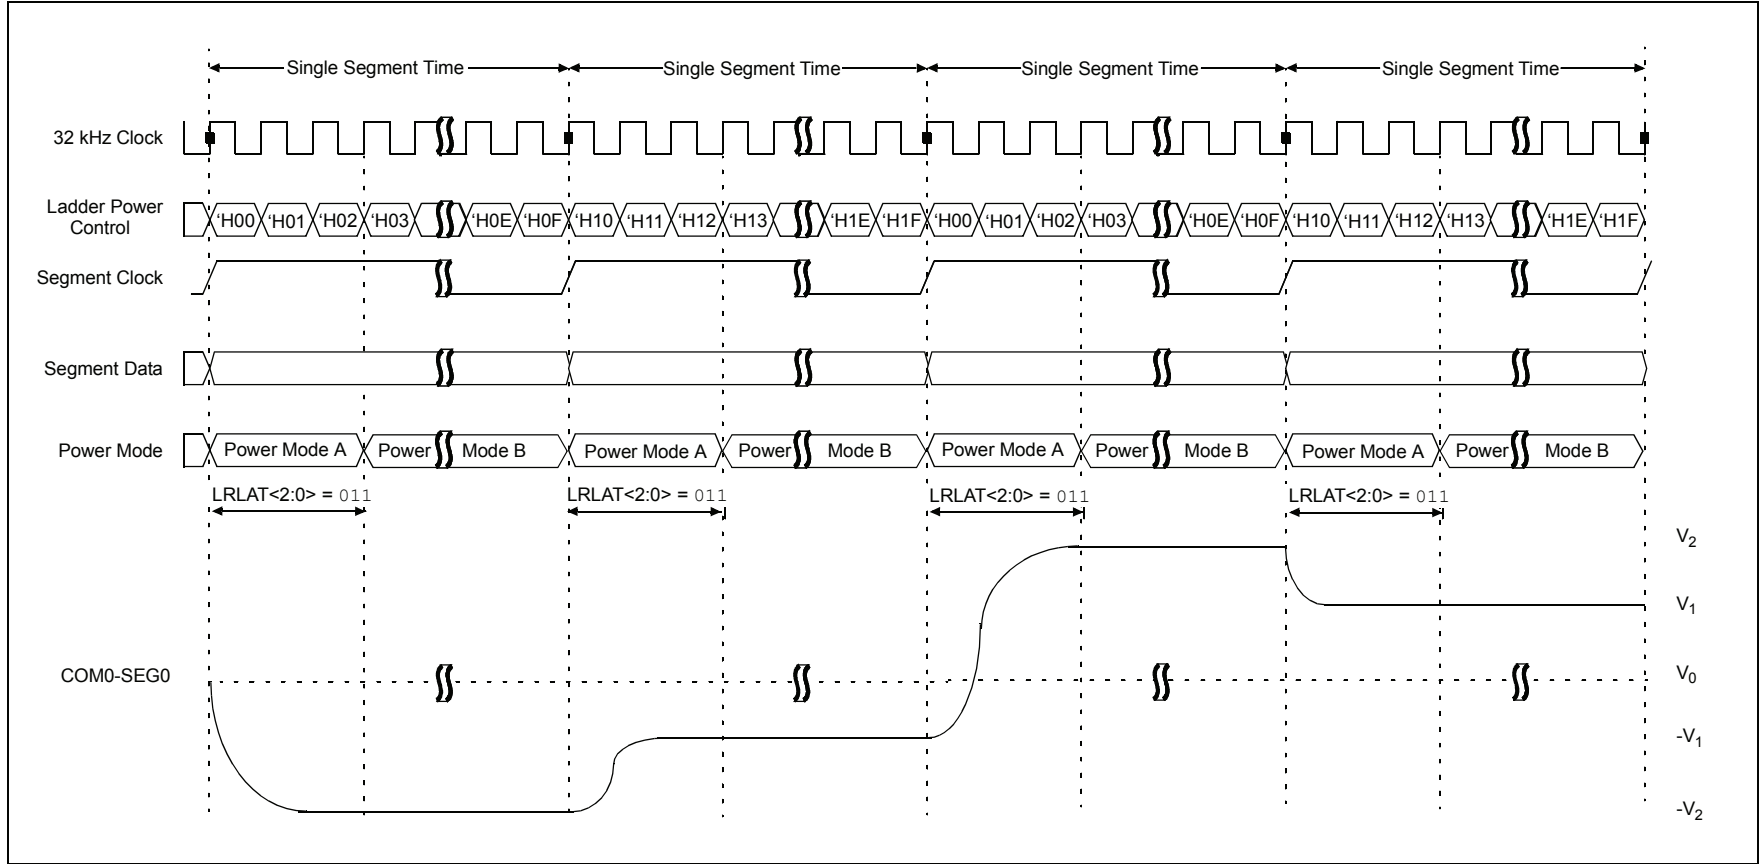 Single Segment Time Single Segment Time Single Segment Time Single Segment Time
32 kHz Clock
Ladder Power
Control
‘H00 ‘H01 ‘H02 ‘H03 ‘H0E ‘H0F ‘H10 ‘H11 ‘H12 ‘H13 ‘H1E ‘H1F ‘H00 ‘H01 ‘H02 ‘H03 ‘H0E ‘H0F ‘H10 ‘H11 ‘H12 ‘H13 ‘H1E ‘H1F
Segment Clock
Segment Data
Power Mode Power Mode A Power Mode B Power Mode A Power Mode B Power Mode A Power Mode B Power Mode A Power Mode B
LRLAT<2:0> = 011 LRLAT<2:0> = 011 LRLAT<2:0> = 011 LRLAT<2:0> = 011
V2
V1
COM0-SEG0 V0
-V1
-V2